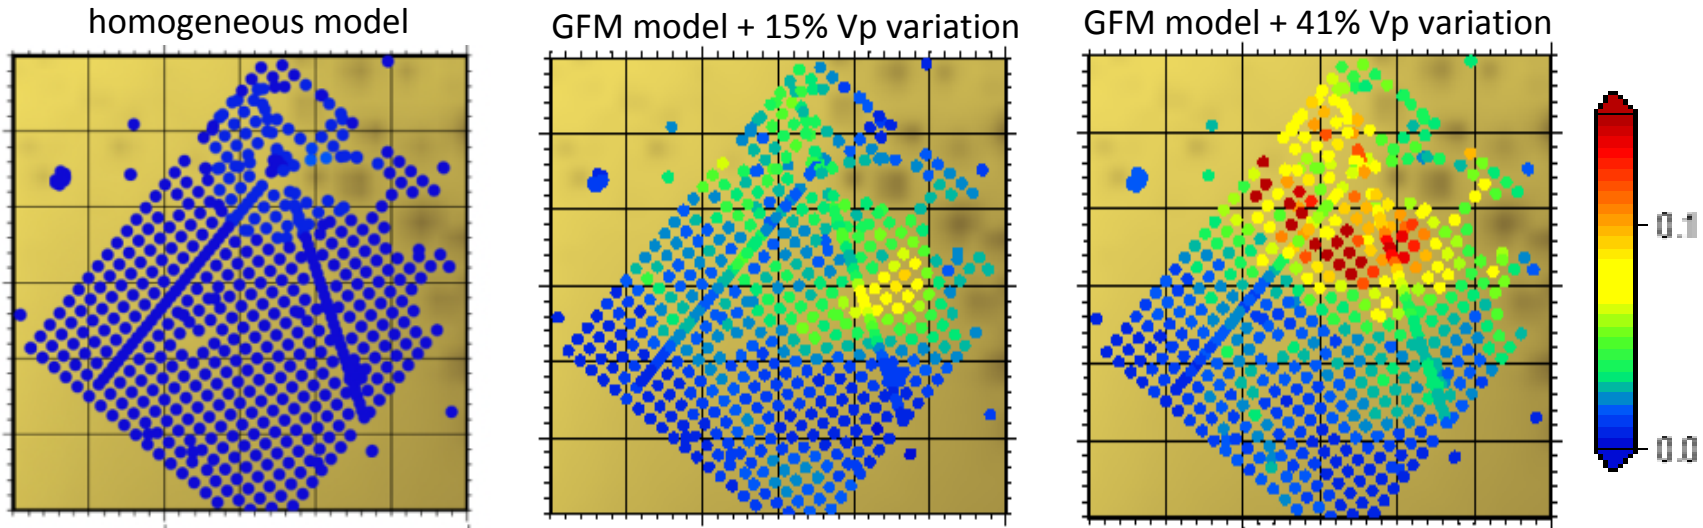 homogeneous model
GFM model + 15% Vp variation
GFM model + 41% Vp variation
0.1
0.0